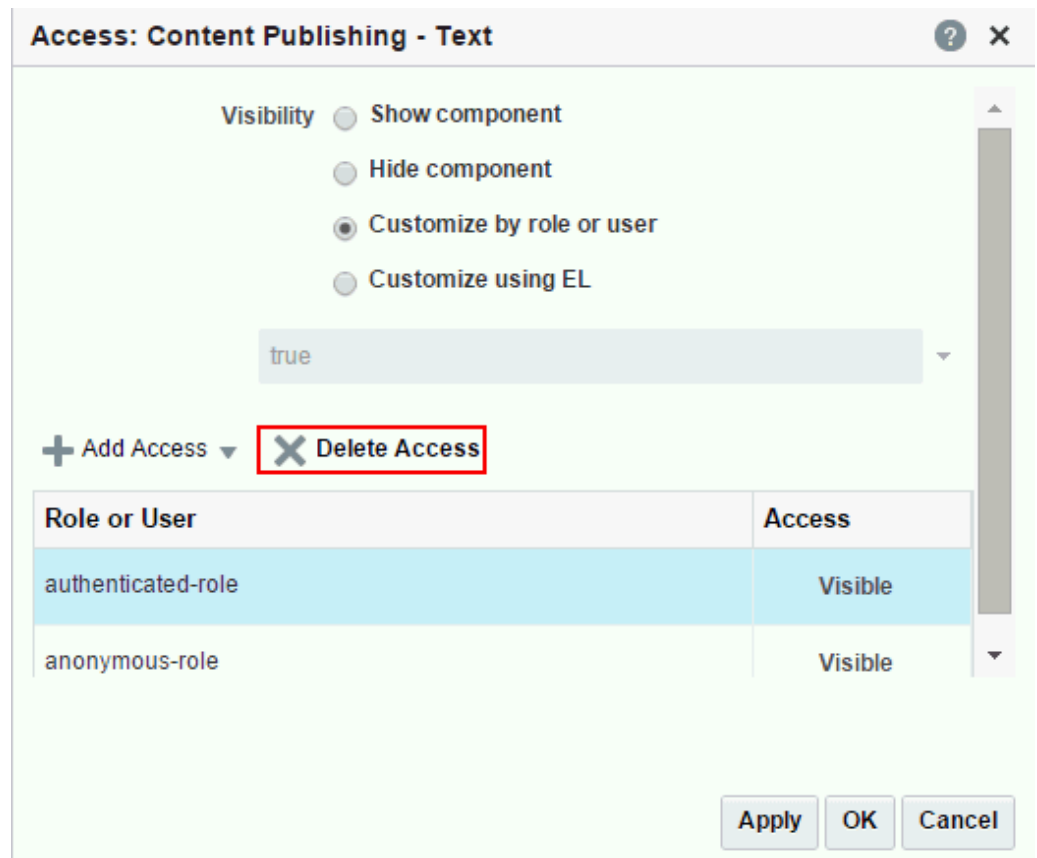 Access: Content Publishing - Text ?
Visibility Show component
Hide component
Customize by role or user
Customize using EL
true
Add Access Delete Access
Role or User Access
authenticated-role Visible
anonymous-role Visible
Apply OK Cancel